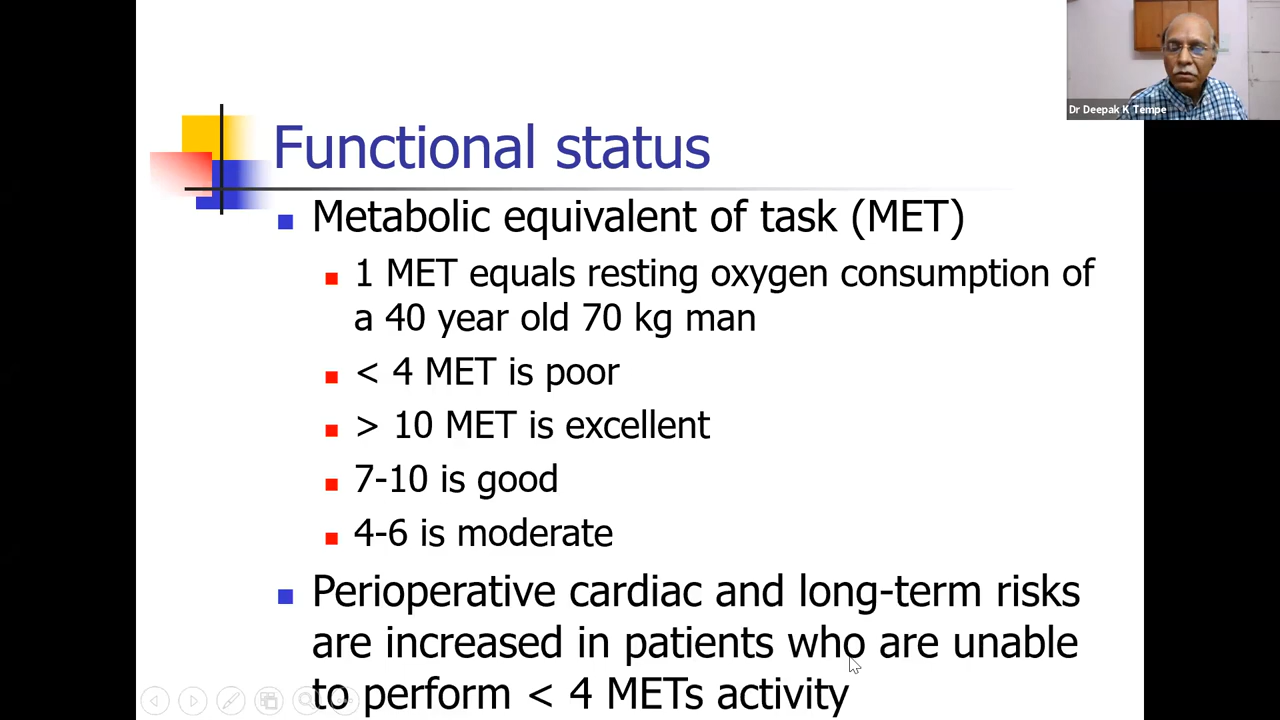 Dr Deepak K Tempe
Functional status
Metabolic equivalent of task (MET)
1 MET equals resting oxygen consumption of
a 40 year old 70 kg man
< 4 MET is poor
> 10 MET is excellent
7-10 is good
4-6 is moderate
Perioperative cardiac and long-term risks
are increased in patients who are unable
to perform < 4 METs activity